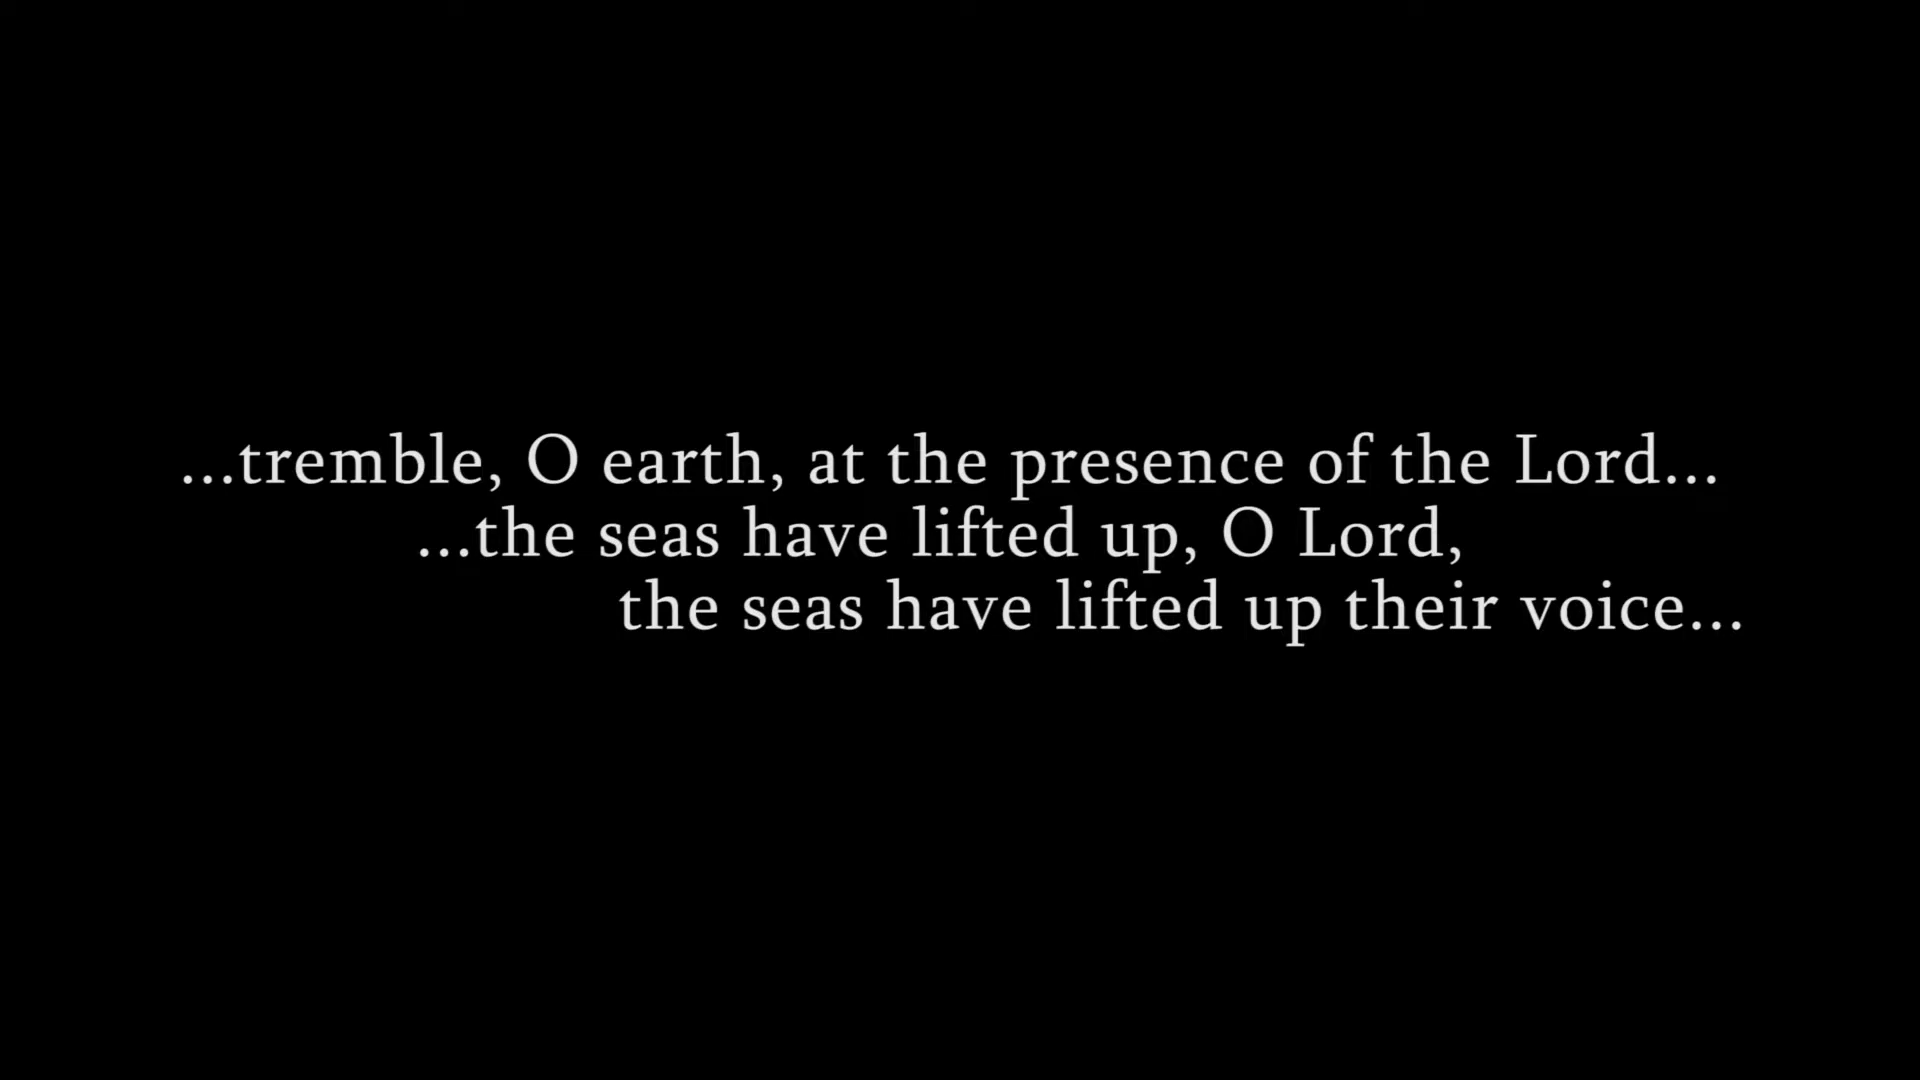 ...tremble, O earth, at the presence of the Lord...
...the seas have lifted up, O Lord,
the seas have lifted up their voice...